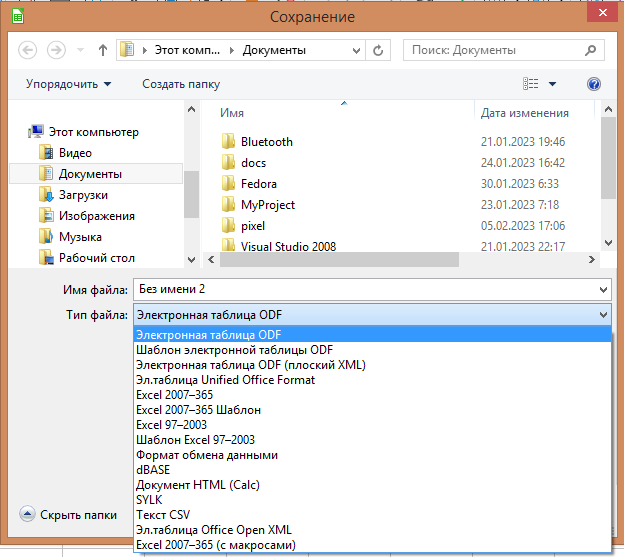 Сохранение
Этот комп...
Документы
Поиск: Документы
Упорядочить
Создать папку
Этот компьютер
Видео
Документы
Загрузки
Изображения
Музыка
Рабочий стол
Имя Дата изменения
Bluetooth 21.01.2023 19:46
docs 24.01.2023 16:42
Fedora 30.01.2023 6:33
MyProject 23.01.2023 7:18
pixel 05.02.2023 17:06
Visual Studio 2008 21.01.2023 22:17
Имя файла: Без имени 2
Тип файла: Электронная таблица ODF
Электронная таблица ODF
Шаблон электронной таблицы ODF
Электронная таблица ODF (плоский XML)
Эл.таблица Unified Office Format
Excel 2007–365
Excel 2007–365 Шаблон
Excel 97–2003
Шаблон Excel 97–2003
Формат обмена данными
dBASE
Документ HTML (Calc)
SYLK
Текст CSV
Эл.таблица Office Open XML
Excel 2007–365 (с макросами)
Скрыть папки